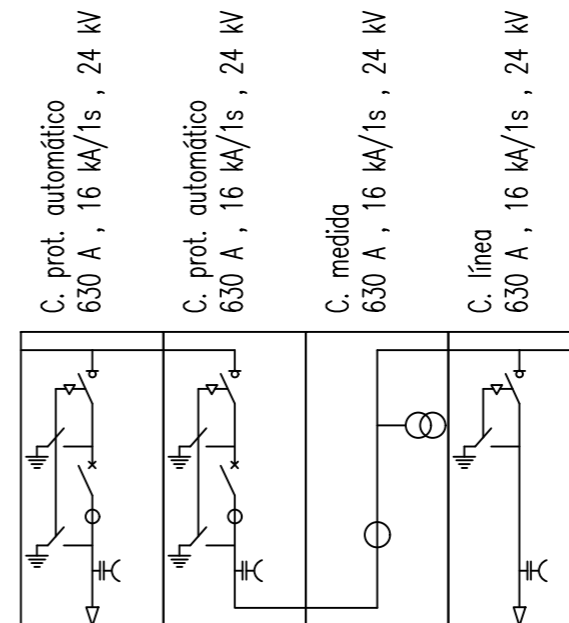 C. prot. automático
630 A , 16 kA/1s , 24 kV
C. prot. automático
630 A , 16 kA/1s , 24 kV
C. medida
630 A , 16 kA/1s , 24 kV
C. línea
630 A , 16 kA/1s , 24 kV